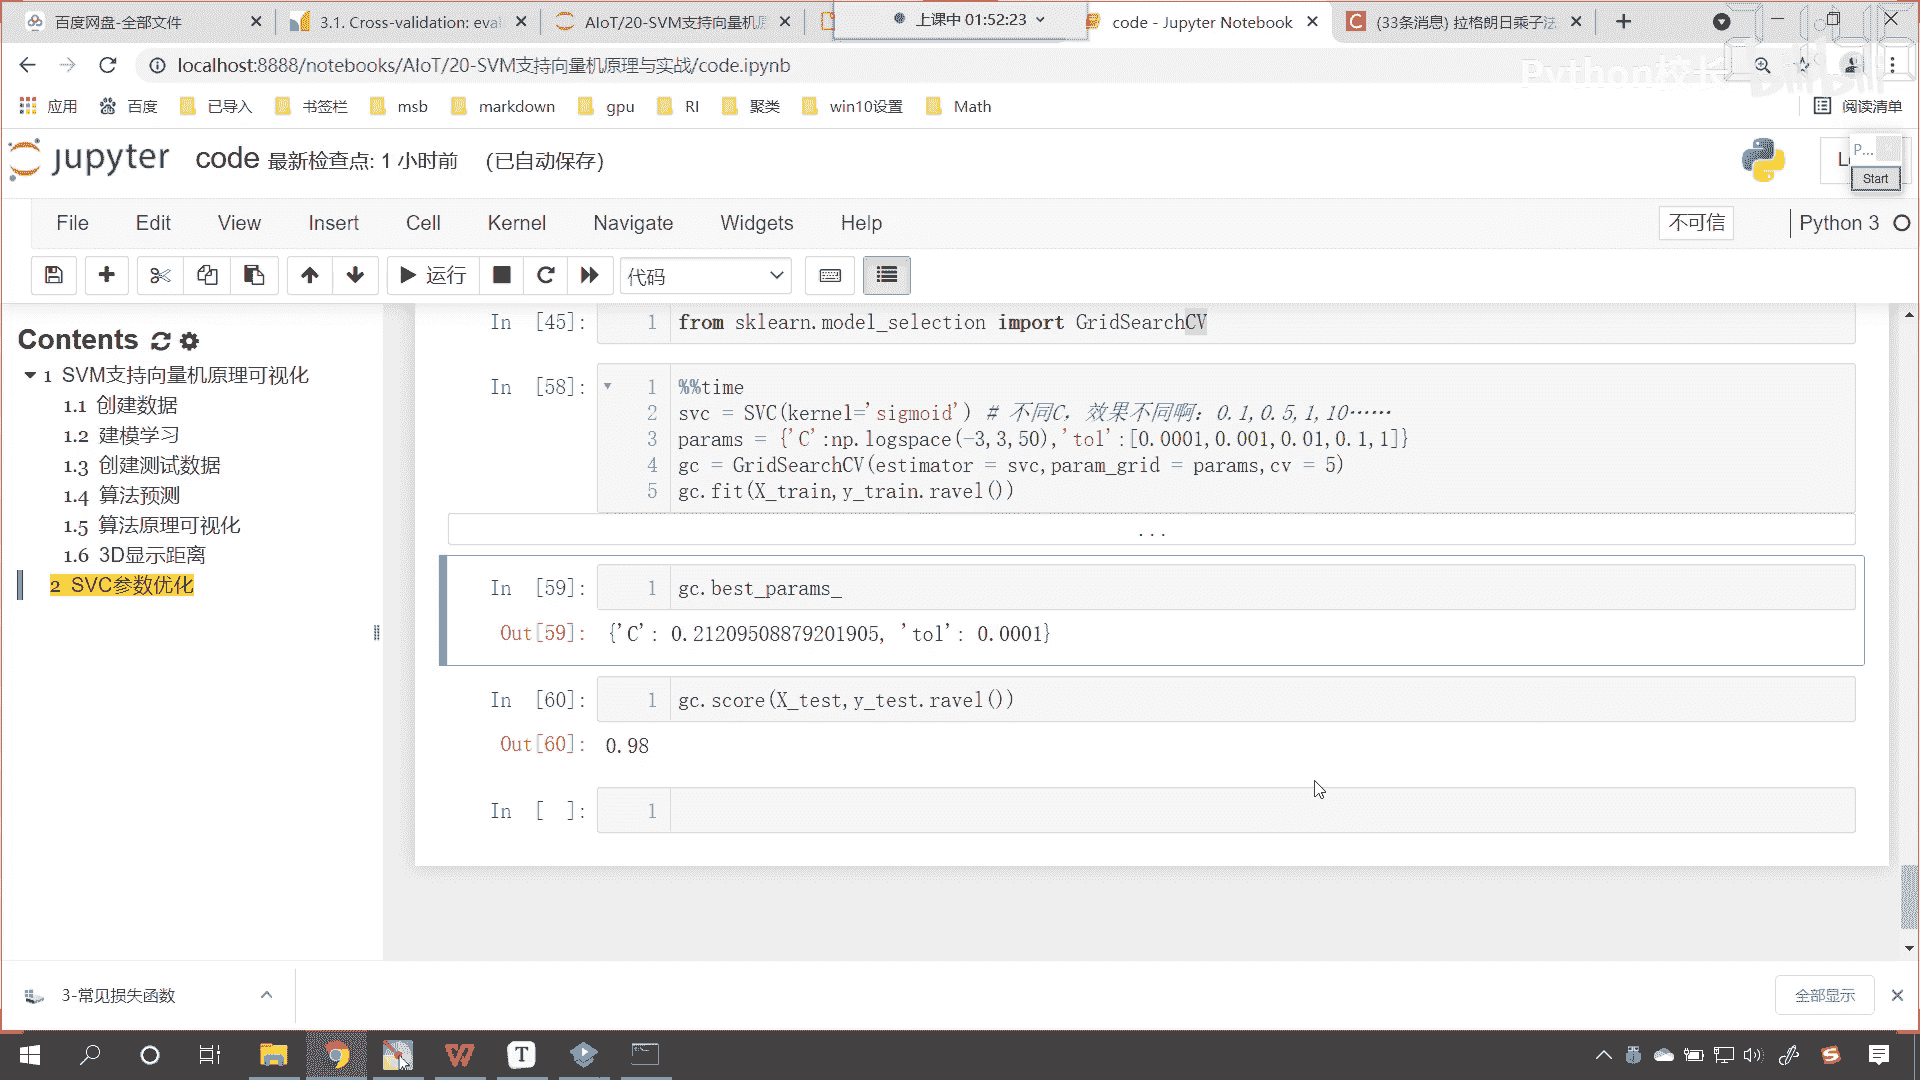 百度网盘-全部文件
3.1. Cross-validation: eva
AIoT/20-SVM支持向量机原
上课中 01:52:23
code - Jupyter Notebook
(33条消息) 拉格朗日乘子法
localhost:8888/notebooks/AIoT/20-SVM支持向量机原理与实战/code.ipynb
Python校长
应用 百度 已导入 书签栏 msb markdown gpu RI 聚类 win10设置 Math 阅读清单
jupyter code 最新检查点: 1 小时前 (已自动保存)
P...
Start
File Edit View Insert Cell Kernel Navigate Widgets Help 不可信 Python 3
运行 代码
Contents
1 SVM支持向量机原理可视化
1.1 创建数据
1.2 建模学习
1.3 创建测试数据
1.4 算法预测
1.5 算法原理可视化
1.6 3D显示距离
2 SVC参数优化
In [45]: 1 from sklearn.model_selection import GridSearchCV
In [58]: 1 %%time
2 svc = SVC(kernel='sigmoid') # 不同C，效果不同啊：0.1,0.5,1,10……
3 params = {'C':np.logspace(-3,3,50),'tol':[0.0001,0.001,0.01,0.1,1]}
4 gc = GridSearchCV(estimator = svc,param_grid = params,cv = 5)
5 gc.fit(X_train,y_train.ravel())
...
In [59]: 1 gc.best_params_
Out[59]: {'C': 0.21209508879201905, 'tol': 0.0001}
In [60]: 1 gc.score(X_test,y_test.ravel())
Out[60]: 0.98
In [ ]: 1
3-常见损失函数
全部显示